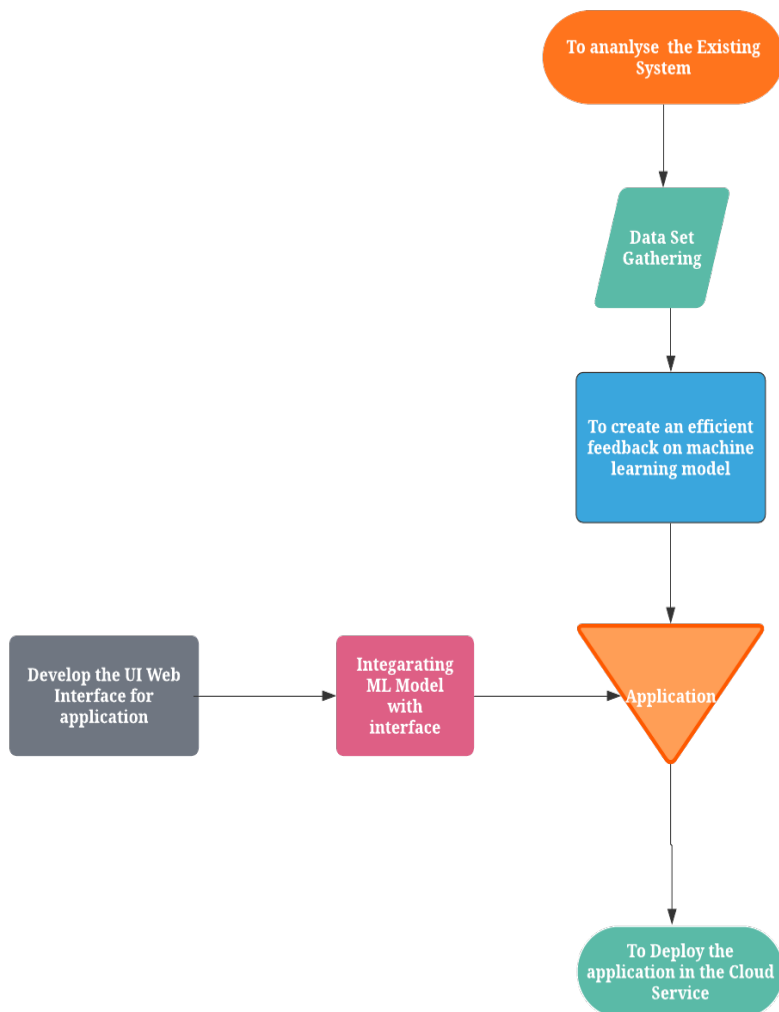 To ananlyse the Existing
System
Data Set
Gathering
To create an efficient
feedback on machine
learning model
Develop the UI Web
Interface for
application
Integarating
ML Model
with
interface
Application
To Deploy the
application in the Cloud
Service